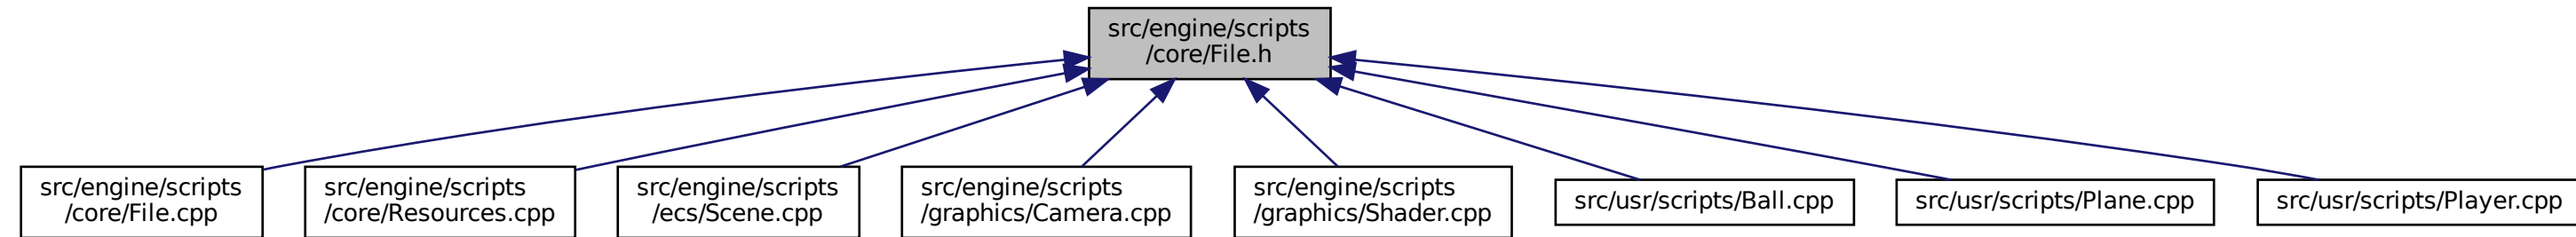 src/engine/scripts
/core/File.h
src/engine/scripts
/core/File.cpp
src/engine/scripts
/core/Resources.cpp
src/engine/scripts
/ecs/Scene.cpp
src/engine/scripts
/graphics/Camera.cpp
src/engine/scripts
/graphics/Shader.cpp
src/usr/scripts/Ball.cpp
src/usr/scripts/Plane.cpp
src/usr/scripts/Player.cpp